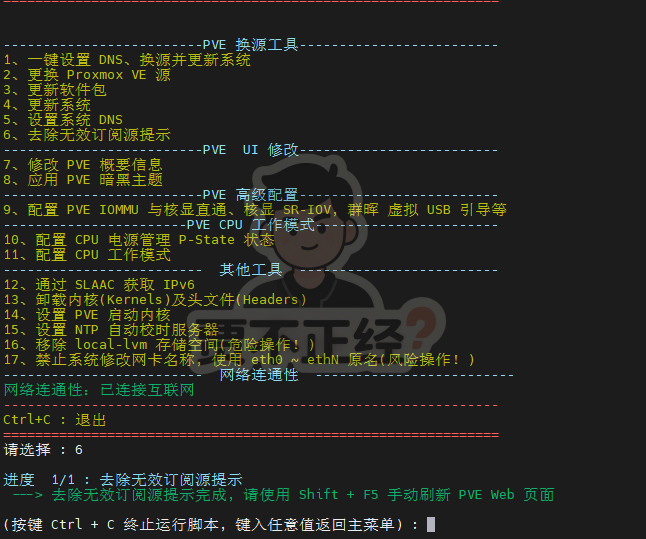 ===============================================================
-------------------------PVE 换源工具-------------------------
1、一键设置 DNS、换源并更新系统
2、更换 Proxmox VE 源
3、更新软件包
4、更新系统
5、设置系统 DNS
6、去除无效订阅源提示
-------------------------PVE  UI 修改-------------------------
7、修改 PVE 概要信息
8、应用 PVE 暗黑主题
-------------------------PVE 高级配置-------------------------
9、配置 PVE IOMMU 与核显直通、核显 SR-IOV, 群晖 虚拟 USB 引导等
-----------------------PVE CPU 工作模式-----------------------
10、配置 CPU 电源管理 P-State 状态
11、配置 CPU 工作模式
-------------------------  其他工具  -------------------------
12、通过 SLAAC 获取 IPv6
13、卸载内核(Kernels)及头文件(Headers)
14、设置 PVE 启动内核
15、设置 NTP 自动校时服务器
16、移除 local-lvm 存储空间(危险操作!)
17、禁止系统修改网卡名称, 使用 eth0 ~ ethN 原名(风险操作!)
-------------------------  网络连通性  -------------------------
网络连通性: 已连接互联网
--------------------------------------------------------------
Ctrl+C : 退出
===============================================================
请选择 : 6
进度  1/1 : 去除无效订阅源提示
 ---> 去除无效订阅源提示完成, 请使用 Shift + F5 手动刷新 PVE Web 页面
(按键 Ctrl + C 终止运行脚本, 键入任意值返回主菜单) :
不正经?